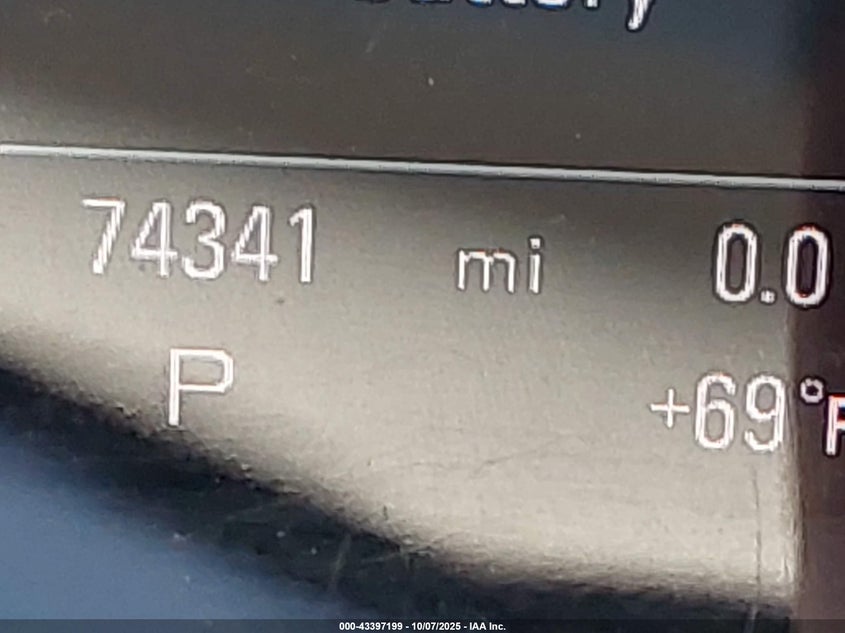 74341 mi 0.0
P +69°F
000-43397199 - 10/07/2025 - IAA Inc.